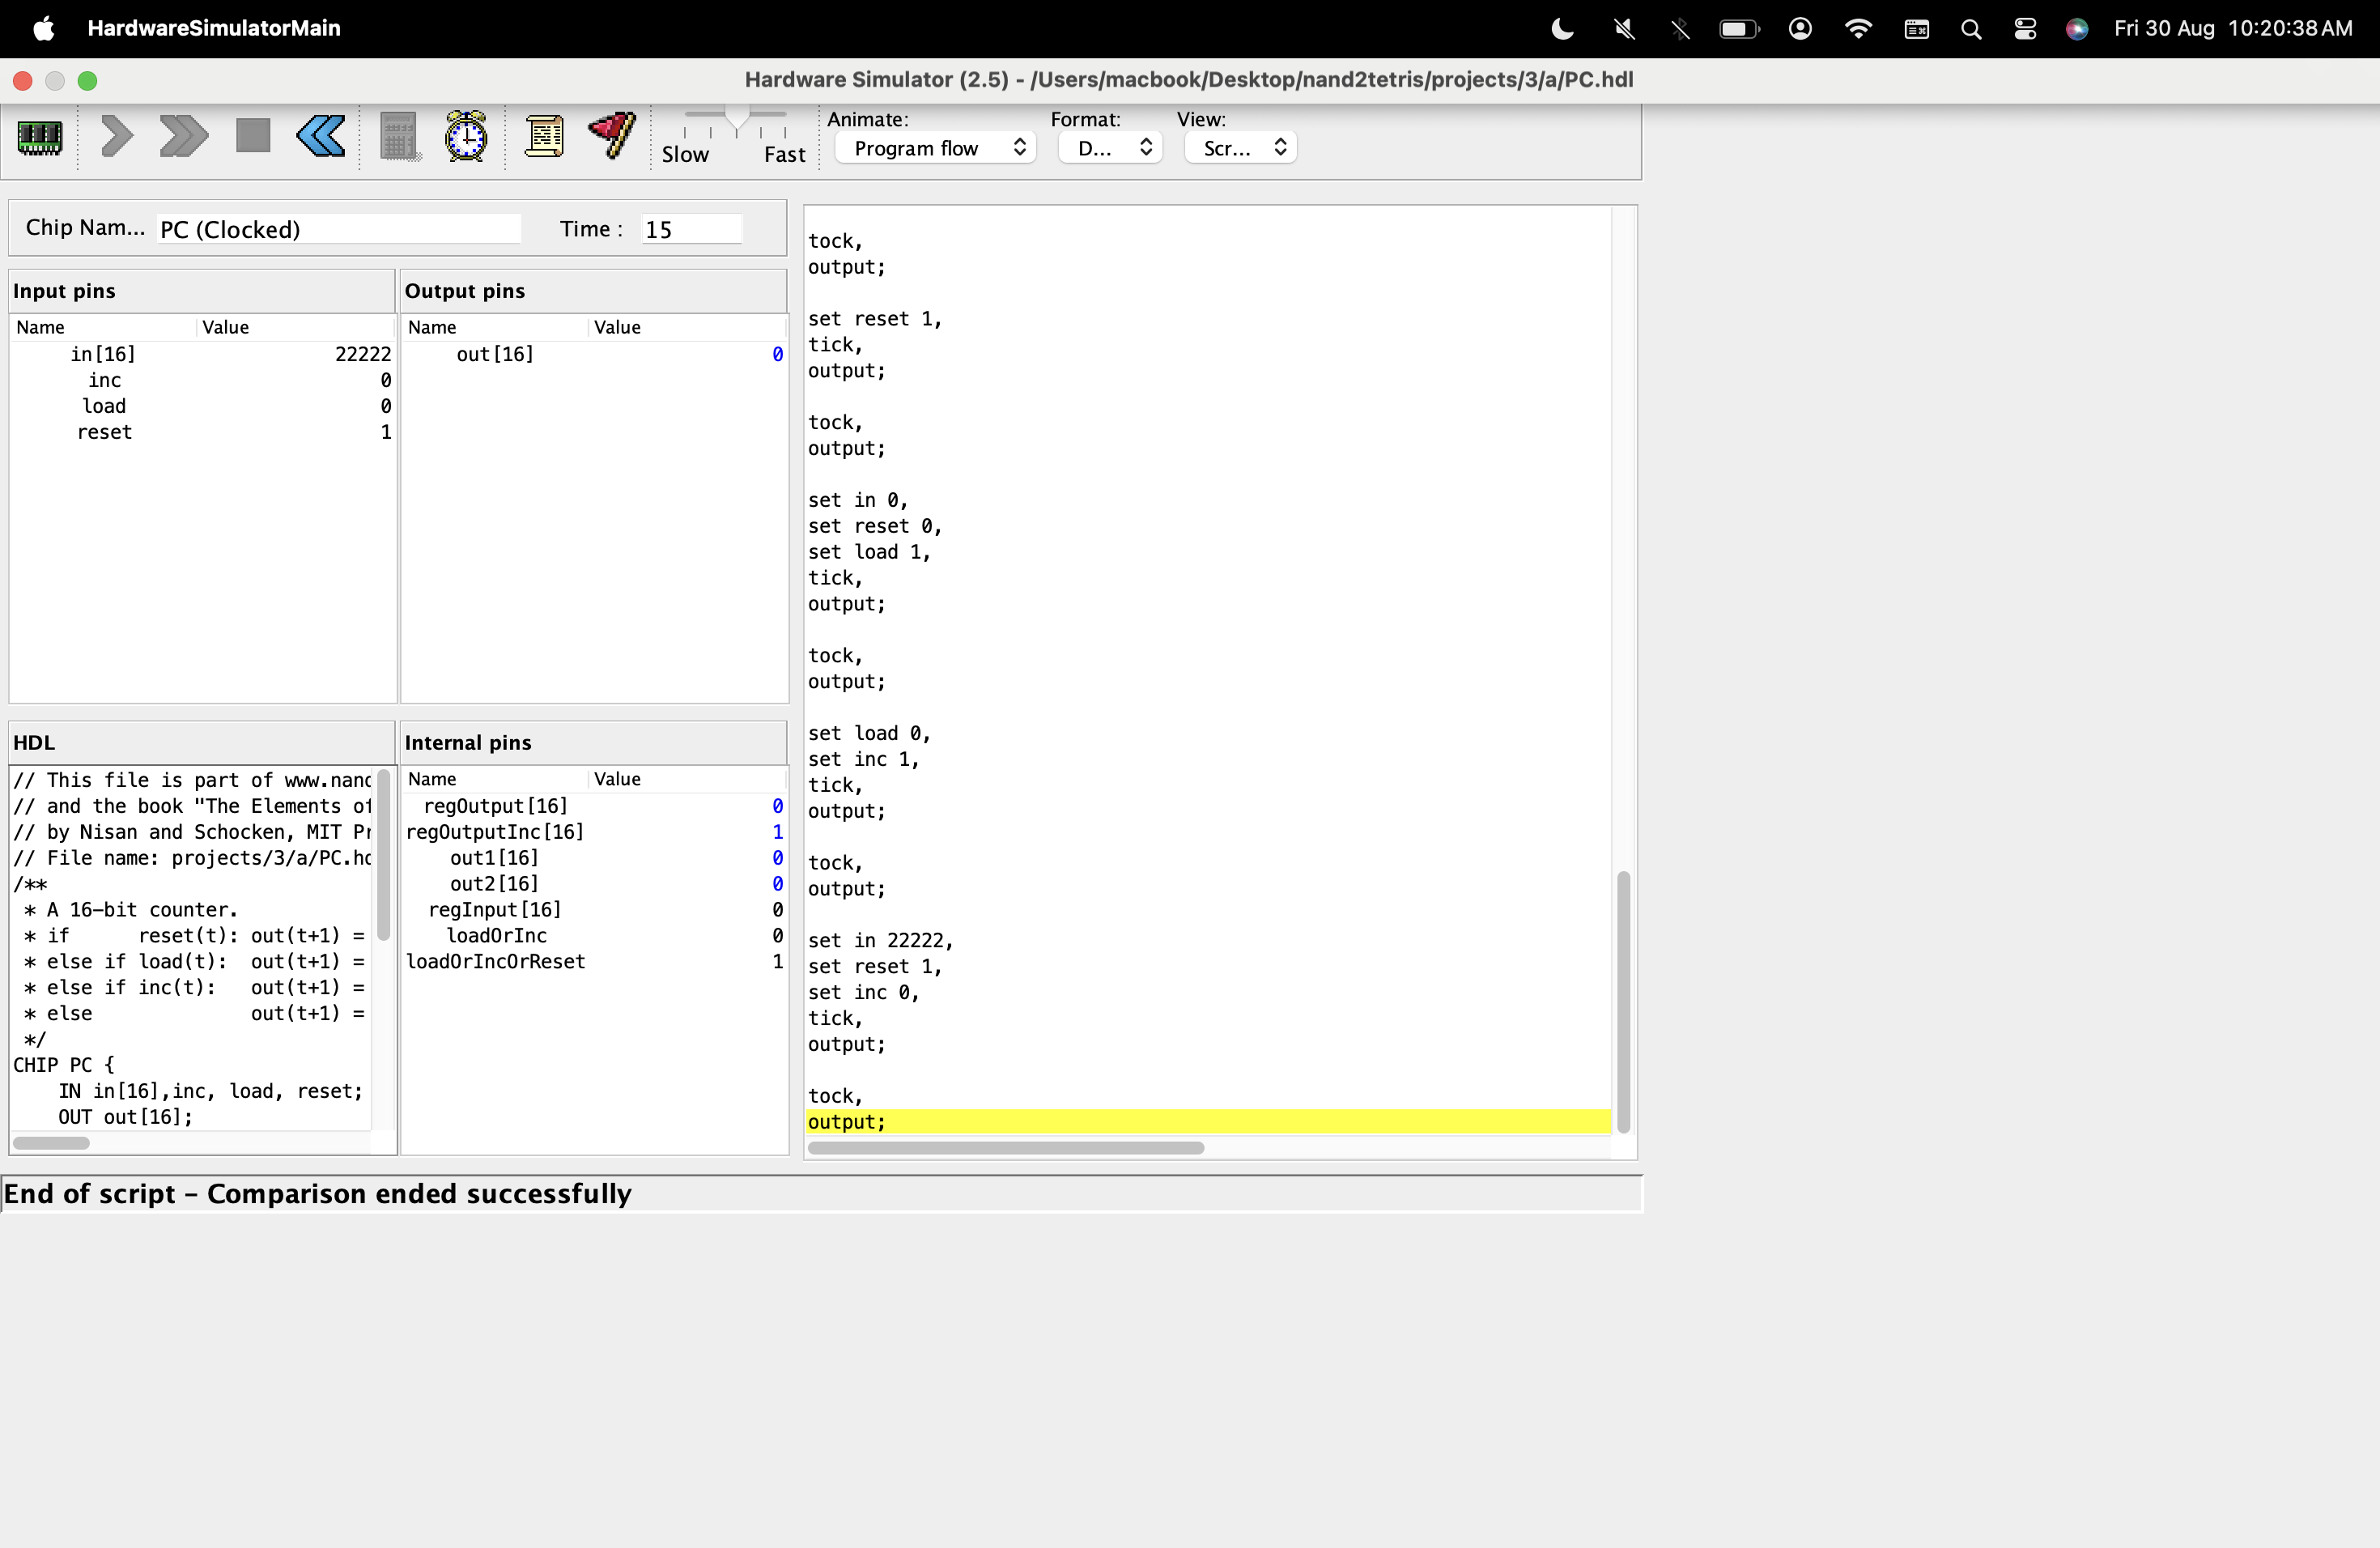 HardwareSimulatorMain
Fri 30 Aug 10:20:38 AM
Hardware Simulator (2.5) - /Users/macbook/Desktop/nand2tetris/projects/3/a/PC.hdl
Slow Fast
Animate:
Program flow
Format:
D...
View:
Scr...
Chip Nam... PC (Clocked) Time : 15
Input pins
Name Value
in[16] 22222
inc 0
load 0
reset 1
Output pins
Name Value
out[16] 0
HDL
// This file is part of www.nand
// and the book "The Elements of
// by Nisan and Schocken, MIT Pr
// File name: projects/3/a/PC.hd
/**
* A 16-bit counter.
* if reset(t): out(t+1) =
* else if load(t): out(t+1) =
* else if inc(t): out(t+1) =
* else out(t+1) =
*/
CHIP PC {
IN in[16],inc, load, reset;
OUT out[16];
Internal pins
Name Value
regOutput[16] 0
regOutputInc[16] 1
out1[16] 0
out2[16] 0
regInput[16] 0
loadOrInc 0
loadOrIncOrReset 1
tock,
output;
set reset 1,
tick,
output;
tock,
output;
set in 0,
set reset 0,
set load 1,
tick,
output;
tock,
output;
set load 0,
set inc 1,
tick,
output;
tock,
output;
set in 22222,
set reset 1,
set inc 0,
tick,
output;
tock,
output;
End of script – Comparison ended successfully